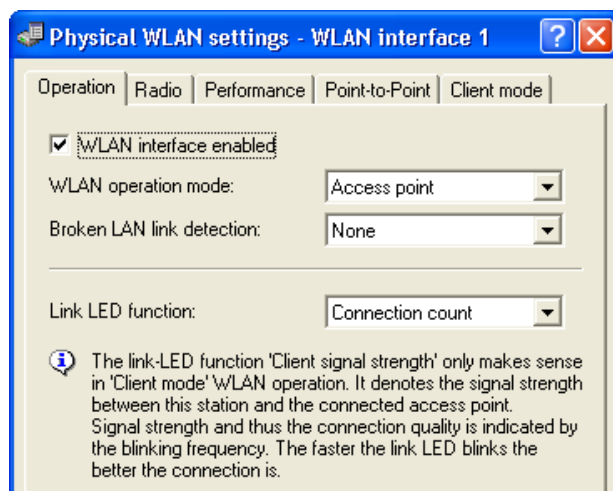 Physical WLAN settings - WLAN interface 1
Operation Radio Performance Point-to-Point Client mode
WLAN interface enabled
WLAN operation mode: Access point
Broken LAN link detection: None
Link LED function: Connection count
The link-LED function 'Client signal strength' only makes sense
in 'Client mode' WLAN operation. It denotes the signal strength
between this station and the connected access point.
Signal strength and thus the connection quality is indicated by
the blinking frequency. The faster the link LED blinks the
better the connection is.